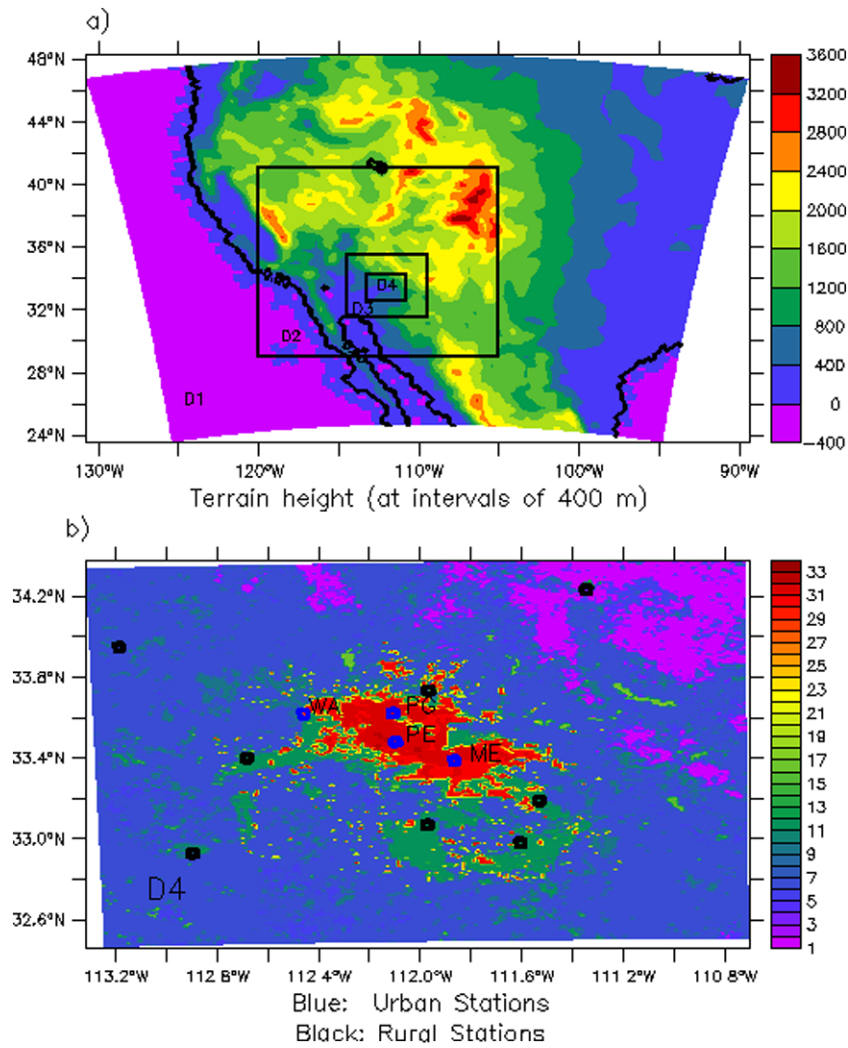 a)
48°N
44°N
40°N
36°N
32°N
28°N
24°N
D4
D3
D2
D1
3600
3200
2800
2400
2000
1600
1200
800
400
0
−400
130°W 120°W 110°W 100°W 90°W
Terrain height (at intervals of 400 m)
b)
34.2°N
33.8°N
33.4°N
33.0°N
32.6°N
WA PG
PE
ME
D4
33
31
29
27
25
23
21
19
17
15
13
11
9
7
5
3
1
113.2°W 112.8°W 112.4°W 112.0°W 111.6°W 111.2°W 110.8°W
Blue: Urban Stations
Black: Rural Stations